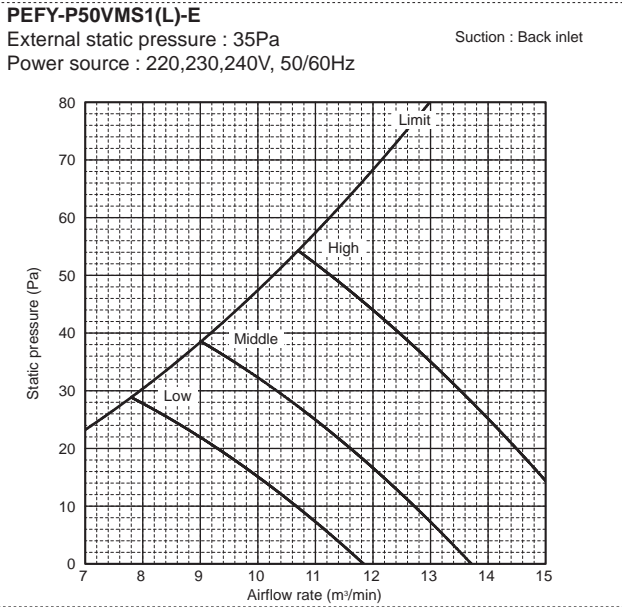 PEFY-P50VMS1(L)-E
External static pressure : 35Pa
Suction : Back inlet
Power source : 220,230,240V, 50/60Hz
80
Limit
70
60
High
50
40
Middle
30
Low
20
10
0
Static pressure (Pa)
7 8 9 10 11 12 13 14 15
Airflow rate (m³/min)